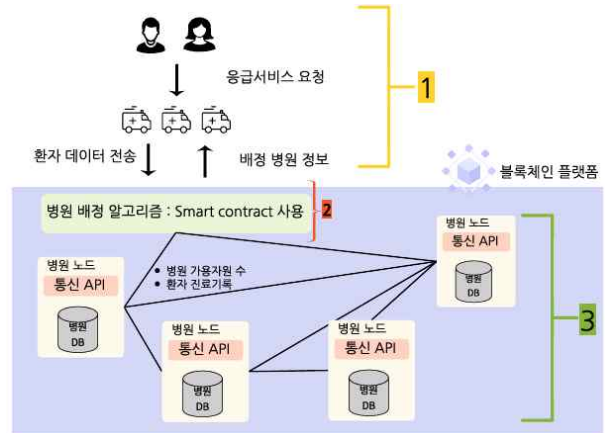 응급서비스 요청
1
환자 데이터 전송
배정 병원 정보
블록체인 플랫폼
병원 배정 알고리즘 : Smart contract 사용
2
병원 노드
통신 API
병원 노드
통신 API
• 병원 가용자원 수
• 환자 진료기록
병원
DB
병원
DB
3
병원 노드
통신 API
병원 노드
통신 API
병원
DB
병원
DB